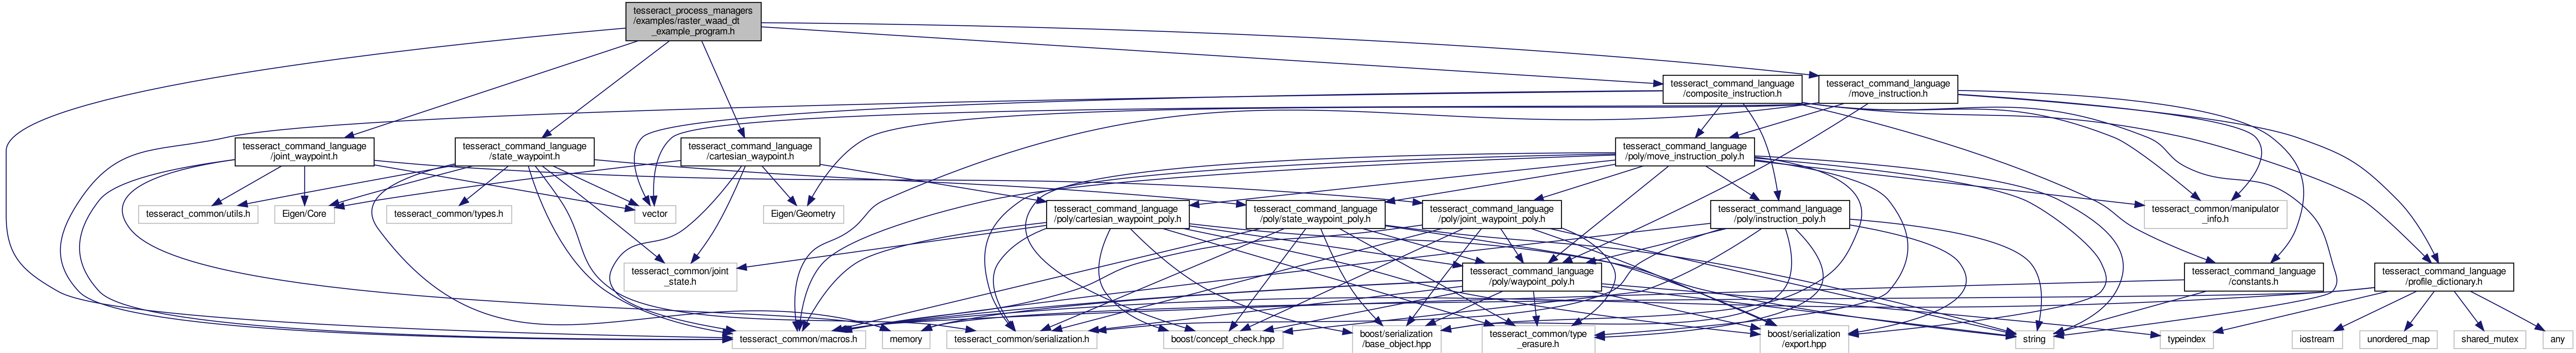 tesseract_process_managers
/examples/raster_waad_dt
_example_program.h
tesseract_command_language
/composite_instruction.h
tesseract_command_language
/move_instruction.h
tesseract_command_language
/joint_waypoint.h
tesseract_command_language
/state_waypoint.h
tesseract_command_language
/cartesian_waypoint.h
tesseract_command_language
/poly/move_instruction_poly.h
tesseract_common/utils.h
Eigen/Core
tesseract_common/types.h
vector
Eigen/Geometry
tesseract_command_language
/poly/cartesian_waypoint_poly.h
tesseract_command_language
/poly/state_waypoint_poly.h
tesseract_command_language
/poly/joint_waypoint_poly.h
tesseract_command_language
/poly/instruction_poly.h
tesseract_common/manipulator
_info.h
tesseract_common/joint
_state.h
tesseract_command_language
/poly/waypoint_poly.h
tesseract_command_language
/constants.h
tesseract_command_language
/profile_dictionary.h
tesseract_common/macros.h
memory
tesseract_common/serialization.h
boost/concept_check.hpp
boost/serialization
/base_object.hpp
tesseract_common/type
_erasure.h
boost/serialization
/export.hpp
string
typeindex
iostream
unordered_map
shared_mutex
any